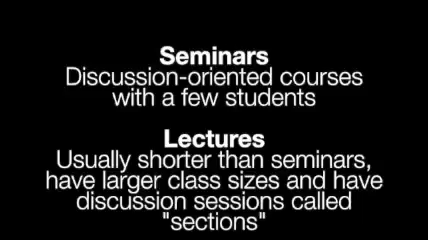 Seminars
Discussion-oriented courses
with a few students
Lectures
Usually shorter than seminars,
have larger class sizes and have
discussion sessions called
"sections"